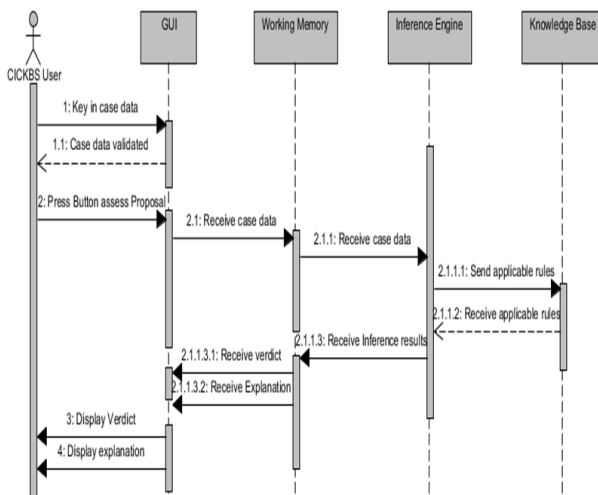 GUI
Working Memory
Inference Engine
Knowledge Base
CICKBS User
1: Key in case data
1.1: Case data validated
2: Press Button assess Proposal
2.1: Receive case data
2.1.1: Receive case data
2.1.1.1: Send applicable rules
2.1.1.2: Receive applicable rules
2.1.1.3: Receive Inference results
2.1.1.3.1: Receive verdict
2.1.1.3.2: Receive Explanation
3: Display Verdict
4: Display explanation